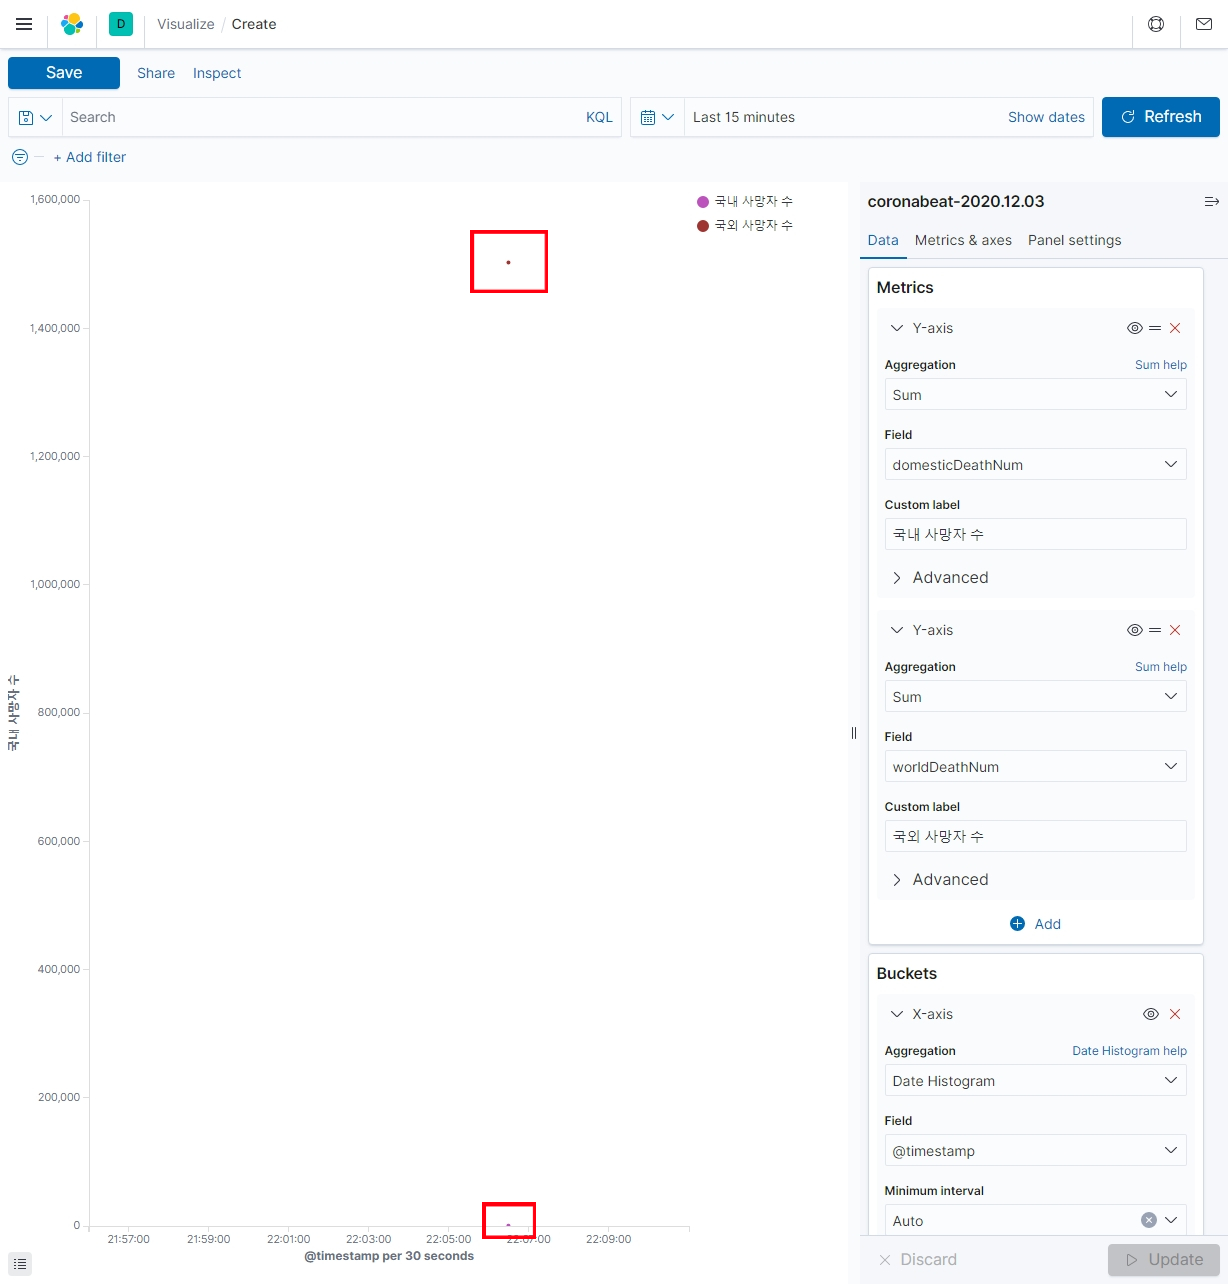 D Visualize / Create
Save Share Inspect
Search KQL Last 15 minutes Show dates Refresh
+ Add filter
1,600,000
1,400,000
1,200,000
1,000,000
800,000
600,000
400,000
200,000
0
국내 사망자 수
21:57:00 21:59:00 22:01:00 22:03:00 22:05:00 22:07:00 22:09:00
@timestamp per 30 seconds
국내 사망자 수
국외 사망자 수
coronabeat-2020.12.03
Data Metrics & axes Panel settings
Metrics
Y-axis
Aggregation Sum help
Sum
Field
domesticDeathNum
Custom label
국내 사망자 수
Advanced
Y-axis
Aggregation Sum help
Sum
Field
worldDeathNum
Custom label
국외 사망자 수
Advanced
Add
Buckets
X-axis
Aggregation Date Histogram help
Date Histogram
Field
@timestamp
Minimum interval
Auto
Discard Update